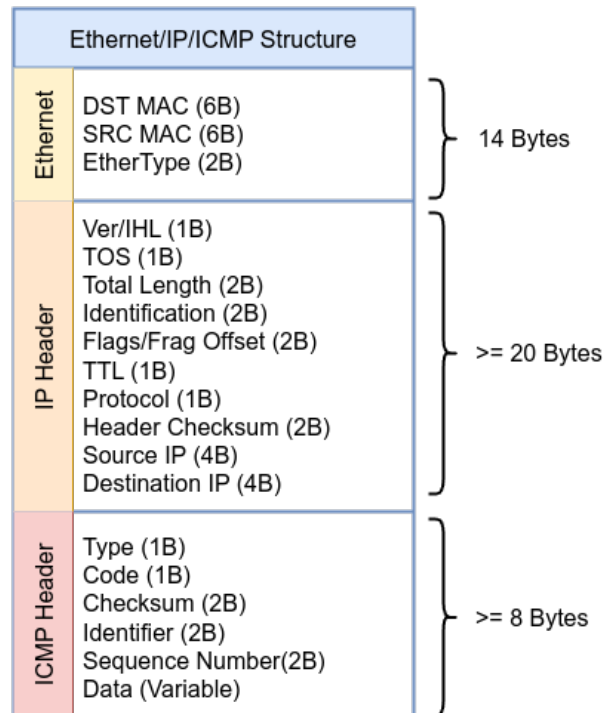 Ethernet/IP/ICMP Structure
Ethernet
DST MAC (6B)
SRC MAC (6B)
EtherType (2B)
14 Bytes
IP Header
Ver/IHL (1B)
TOS (1B)
Total Length (2B)
Identification (2B)
Flags/Frag Offset (2B)
TTL (1B)
Protocol (1B)
Header Checksum (2B)
Source IP (4B)
Destination IP (4B)
>= 20 Bytes
ICMP Header
Type (1B)
Code (1B)
Checksum (2B)
Identifier (2B)
Sequence Number(2B)
Data (Variable)
>= 8 Bytes